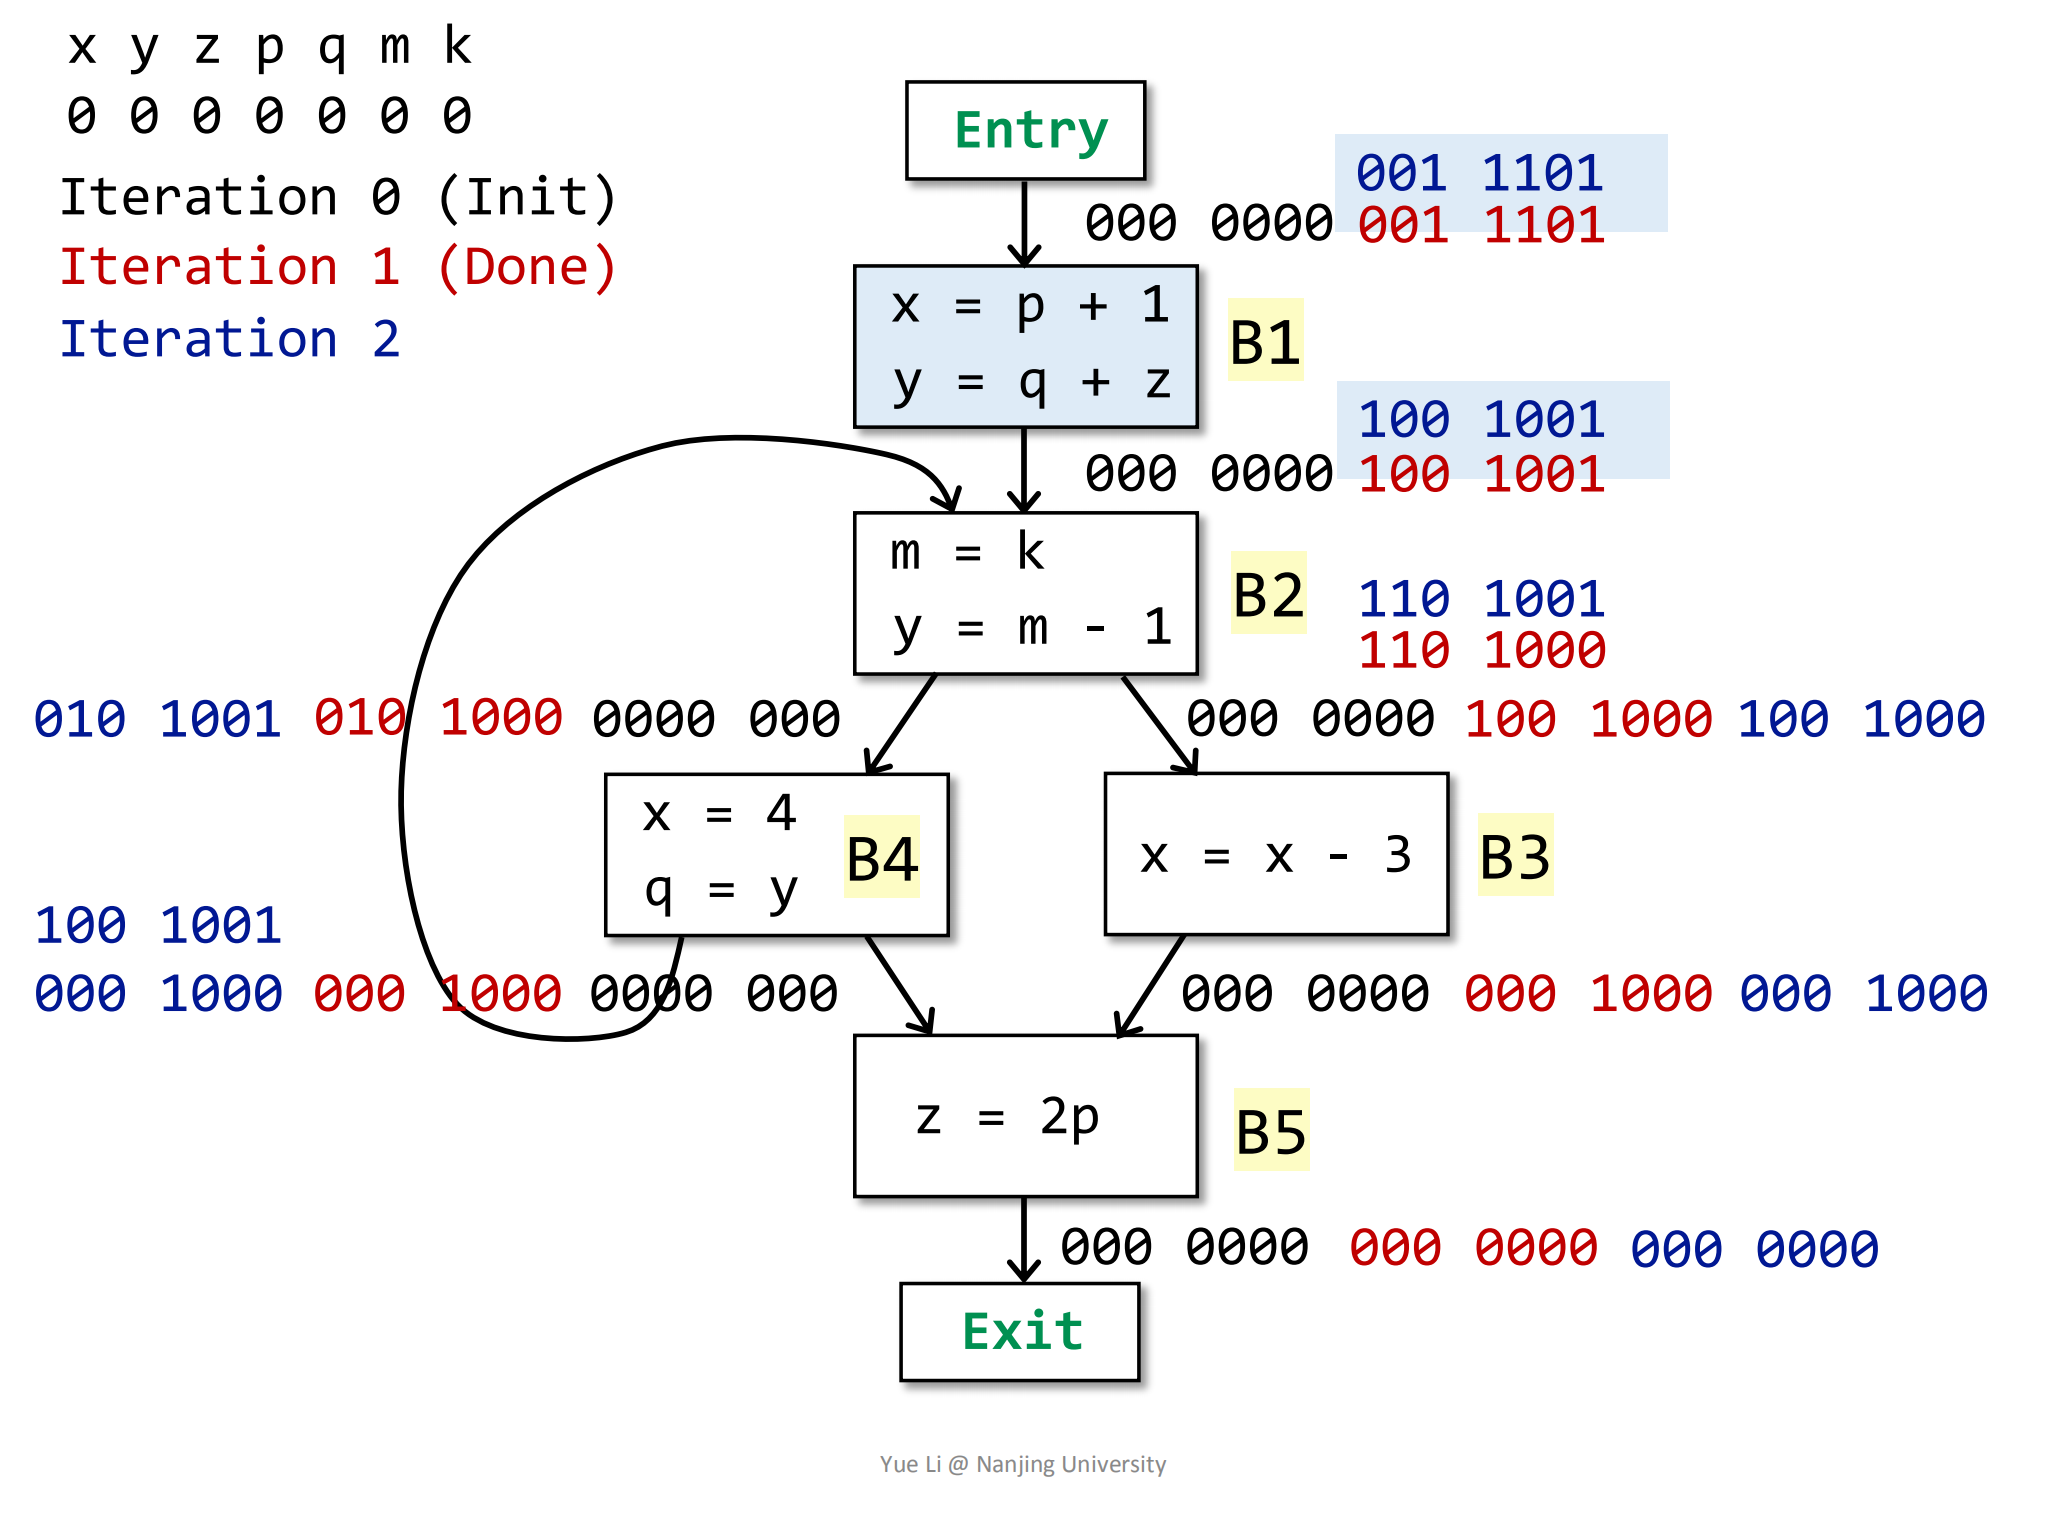 x y z p q m k
0 0 0 0 0 0 0
Iteration 0 (Init)
Iteration 1 (Done)
Iteration 2
Entry
001 1101
000 0000 001 1101
x = p + 1
y = q + z
B1
100 1001
000 0000 100 1001
m = k
y = m - 1
B2
110 1001
110 1000
010 1001 010 1000 0000 000
000 0000 100 1000 100 1000
x = 4
q = y
B4
x = x - 3
B3
100 1001
000 1000 000 1000 0000 000
000 0000 000 1000 000 1000
z = 2p
B5
000 0000 000 0000 000 0000
Exit
Yue Li @ Nanjing University